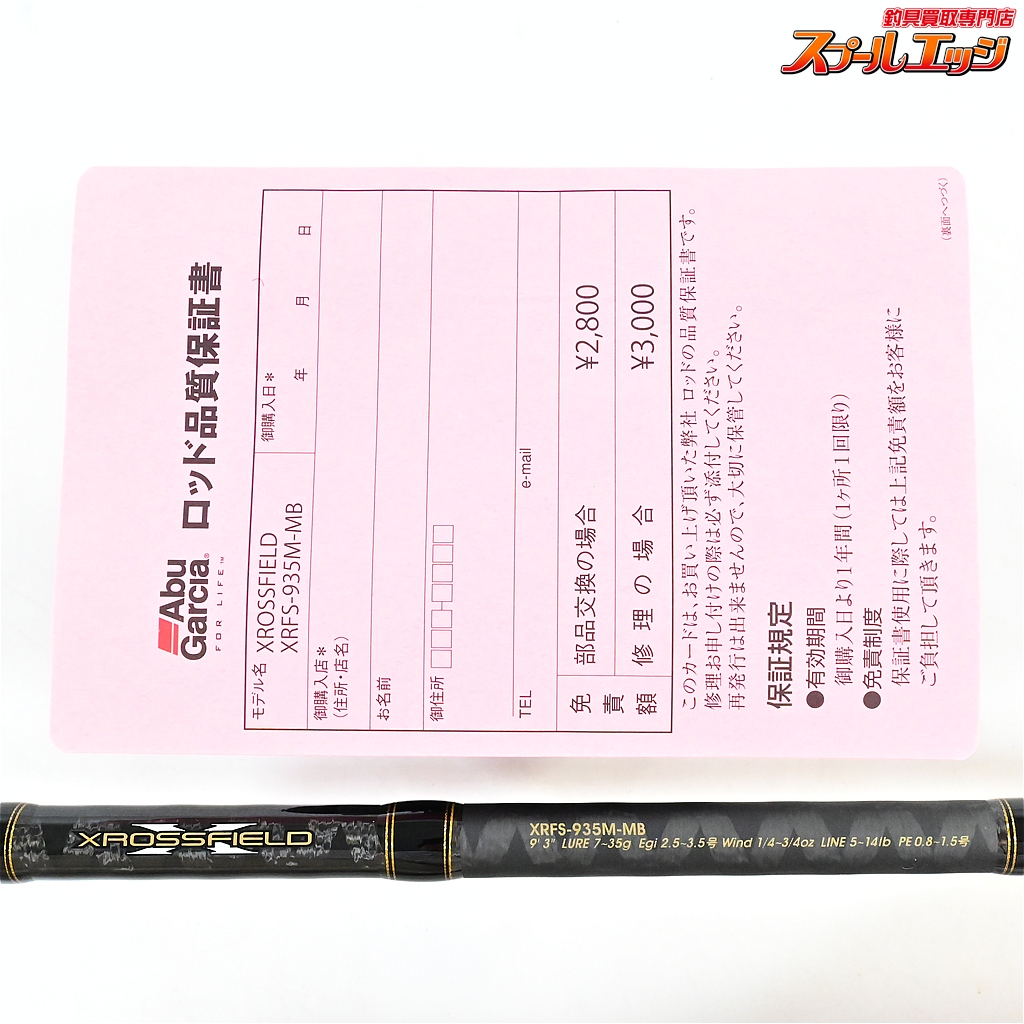 釣具買取専門店
スプールエッジ
Abu
Garcia®
FOR LIFE™
ロッド品質保証書
モデル名 XROSSFIELD
XRFS-935M-MB
御購入日*
年 月 日
御購入店*
(住所・店名)
お名前
御住所
TEL e-mail
免責額
部品交換の場合 ¥2,800
修理の場合 ¥3,000
このカードは、お買い上げ頂いた弊社 ロッドの品質保証書です。
修理お申し付けの際は必ず添付してください。
再発行は出来ませんので、大切に保管してください。
保証規定
●有効期間
御購入日より1年間(1ヶ所1回限り)
●免責制度
保証書使用に際しては上記免責額をお客様に
ご負担して頂きます。
(裏面へつづく)
XROSSFIELD
XRFS-935M-MB
9' 3" LURE 7~35g Egi 2.5~3.5号 Wind 1/4~3/4oz LINE 5~14lb PE 0.8~1.5号